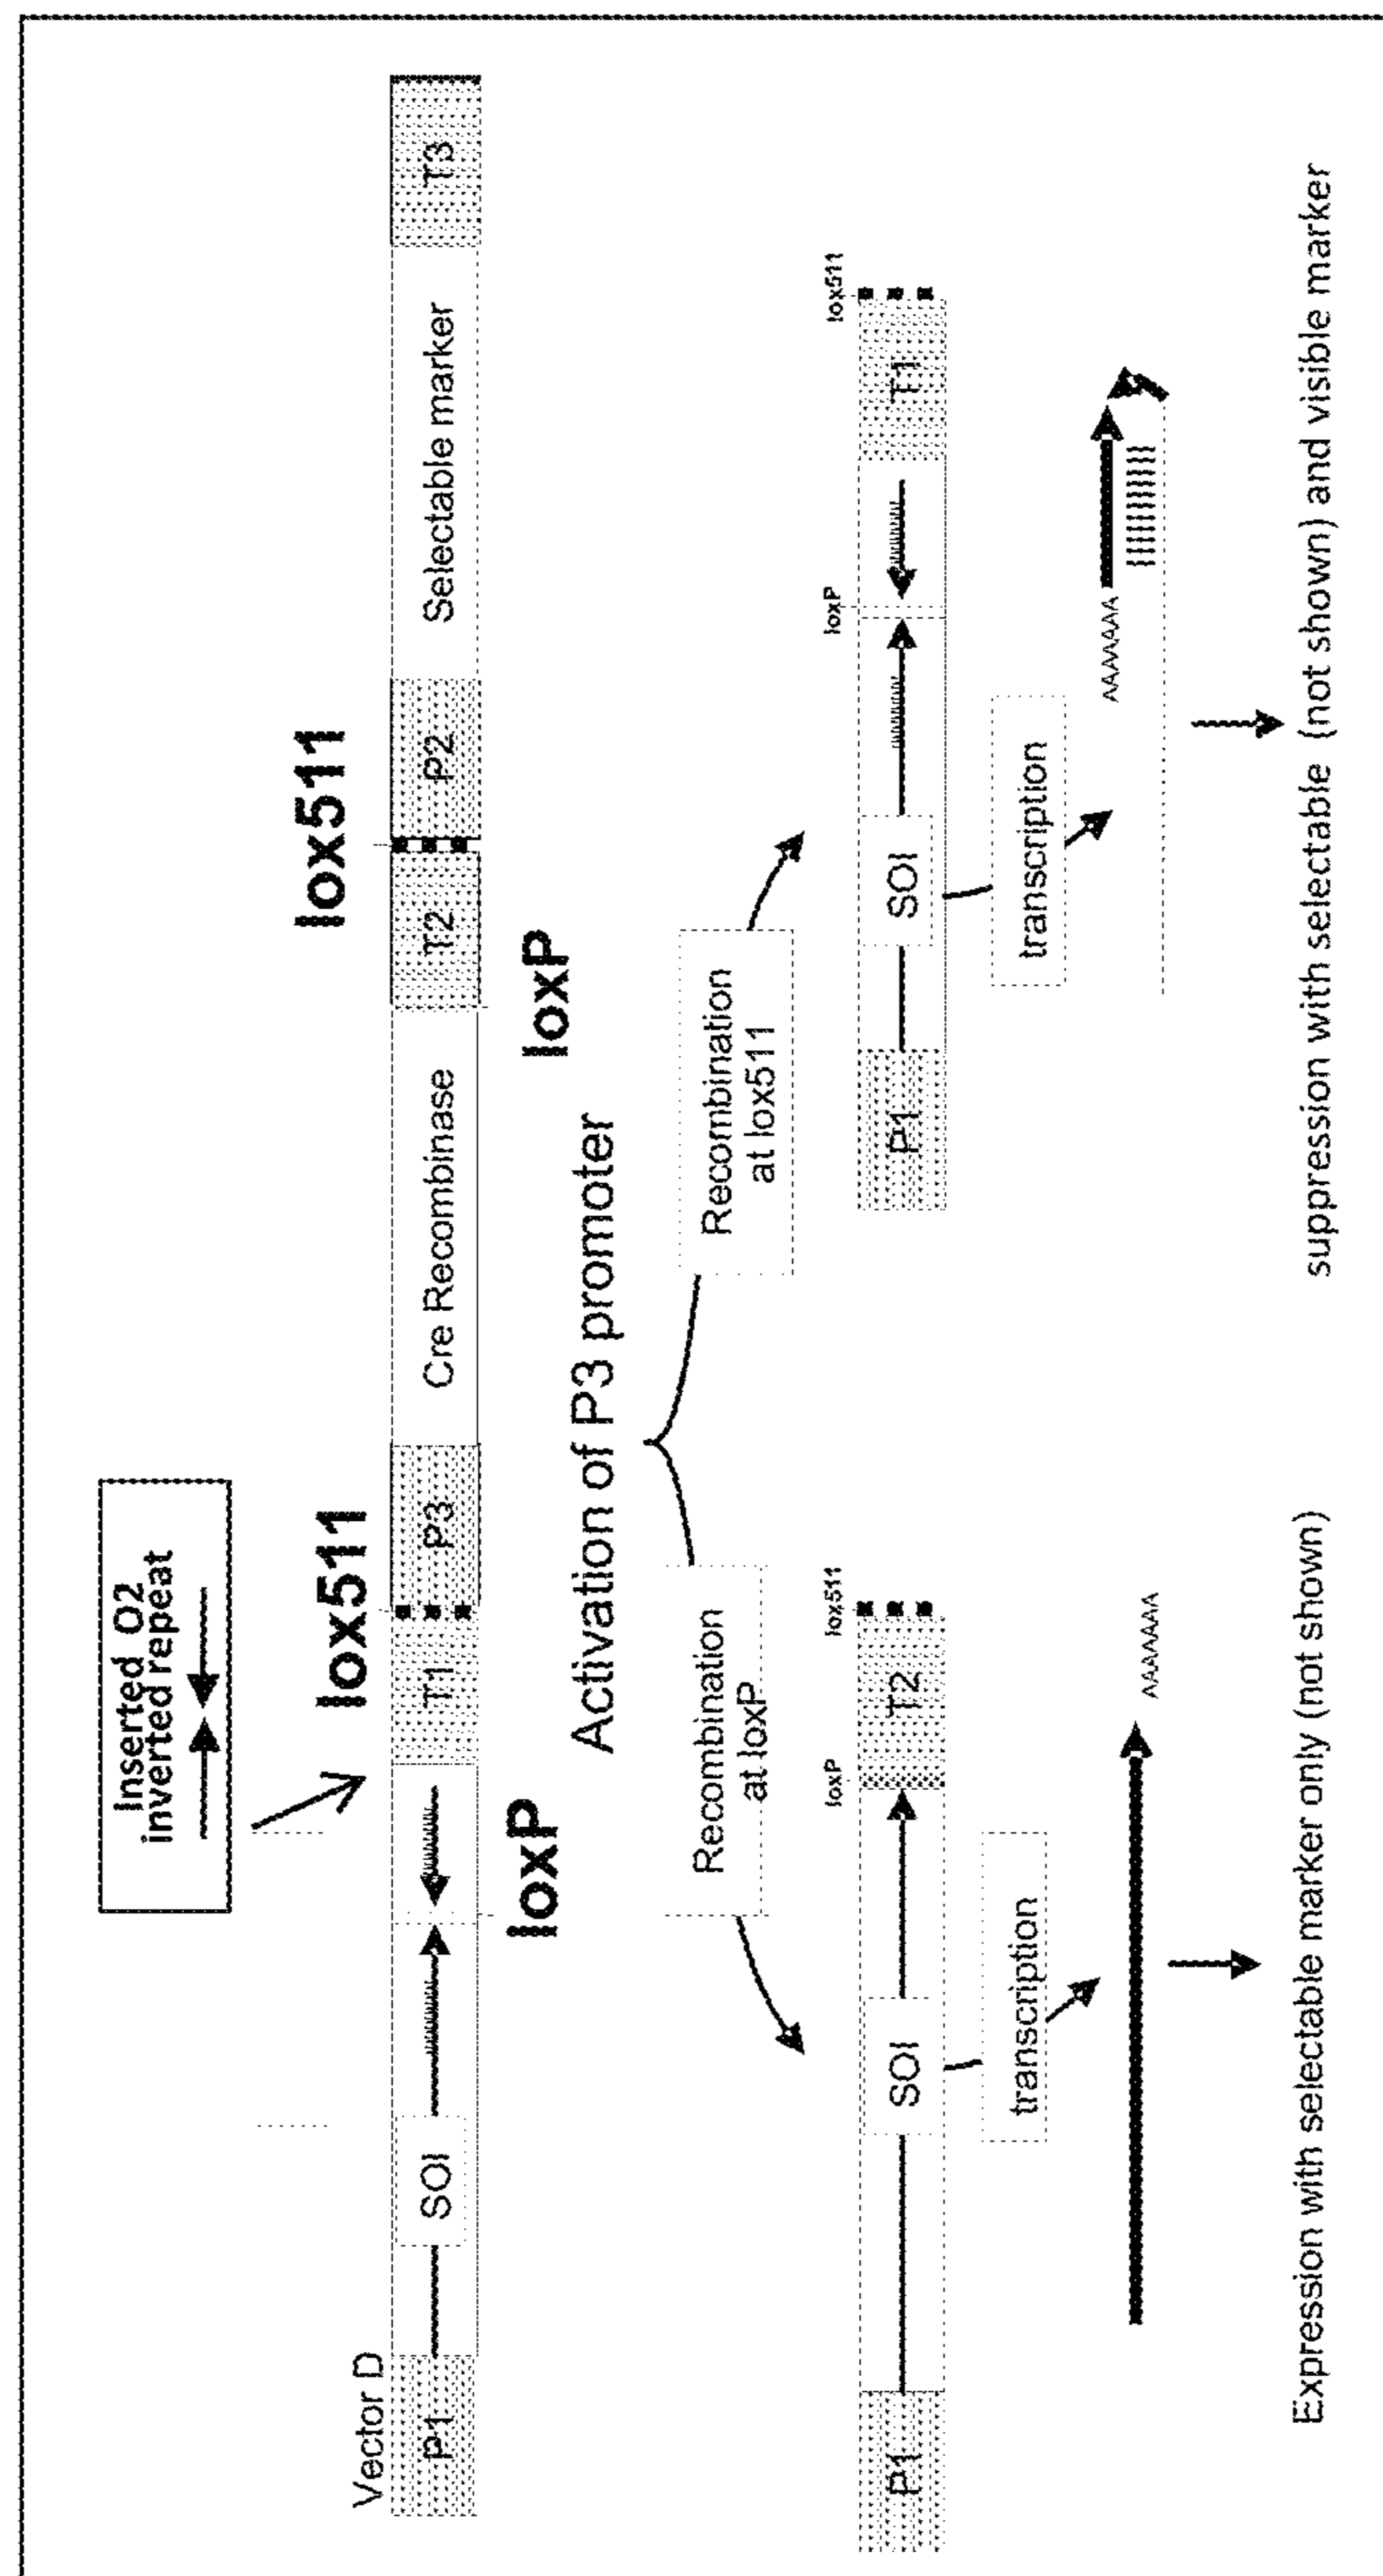 Inserted O2
inverted repeat
Vector D
lox511
lox511
P1
SOI
T1
P3
Cre Recombinase
T2
P2
Selectable marker
T3
loxP
loxP
Activation of P3 promoter
Recombination
at loxP
Recombination
at lox511
loxP
lox511
loxP
lox511
P1
SOI
T2
P1
SOI
T1
transcription
transcription
AAAAAAA
AAAAAAA
Expression with selectable marker only (not shown)
suppression with selectable (not shown) and visible marker